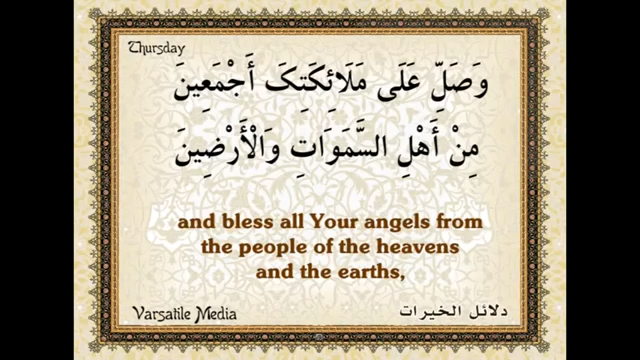 Thursday
وَصَلِّ عَلَى مَلَائِكَتِكَ أَجْمَعِينَ
مِنْ أَهْلِ السَّمَوَاتِ وَالْأَرْضِينَ
and bless all Your angels from
the people of the heavens
and the earths,
Varsatile Media
دلائل الخيرات